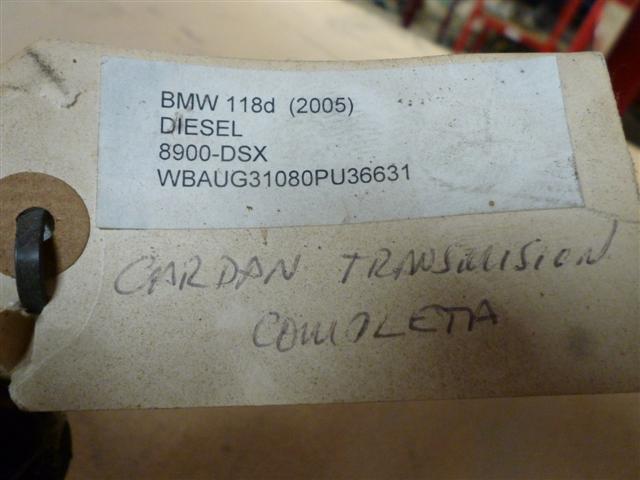 BMW 118d (2005)
DIESEL
8900-DSX
WBAUG31080PU36631
CARDAN TRANSMISION
COMPLETA